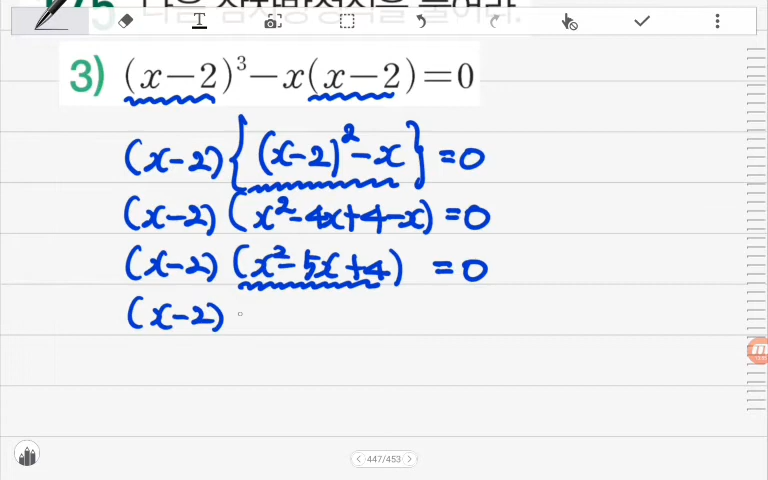 T
3) (x-2)³-x(x-2)=0
(x-2){(x-2)²-x}=0
(x-2)(x²-4x+4-x)=0
(x-2)(x²-5x+4)=0
(x-2)
447/453